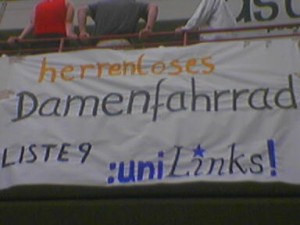 herrenloses
Damenfahrrad
LISTE 9
:uniLinks!